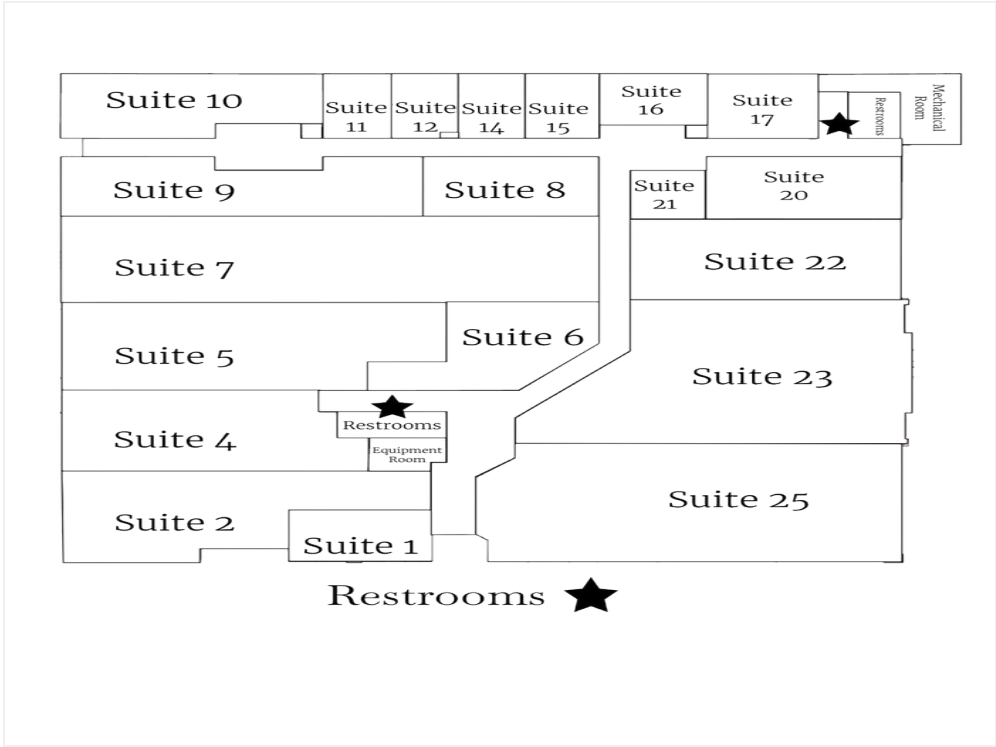 Suite 10
Suite
11
Suite
12
Suite
14
Suite
15
Suite
16
Suite
17
Restrooms
Mechanical
Room
Suite 9
Suite 8
Suite
21
Suite
20
Suite 7
Suite 22
Suite 5
Suite 6
Suite 23
Suite 4
Restrooms
Equipment
Room
Suite 2
Suite 1
Suite 25
Restrooms